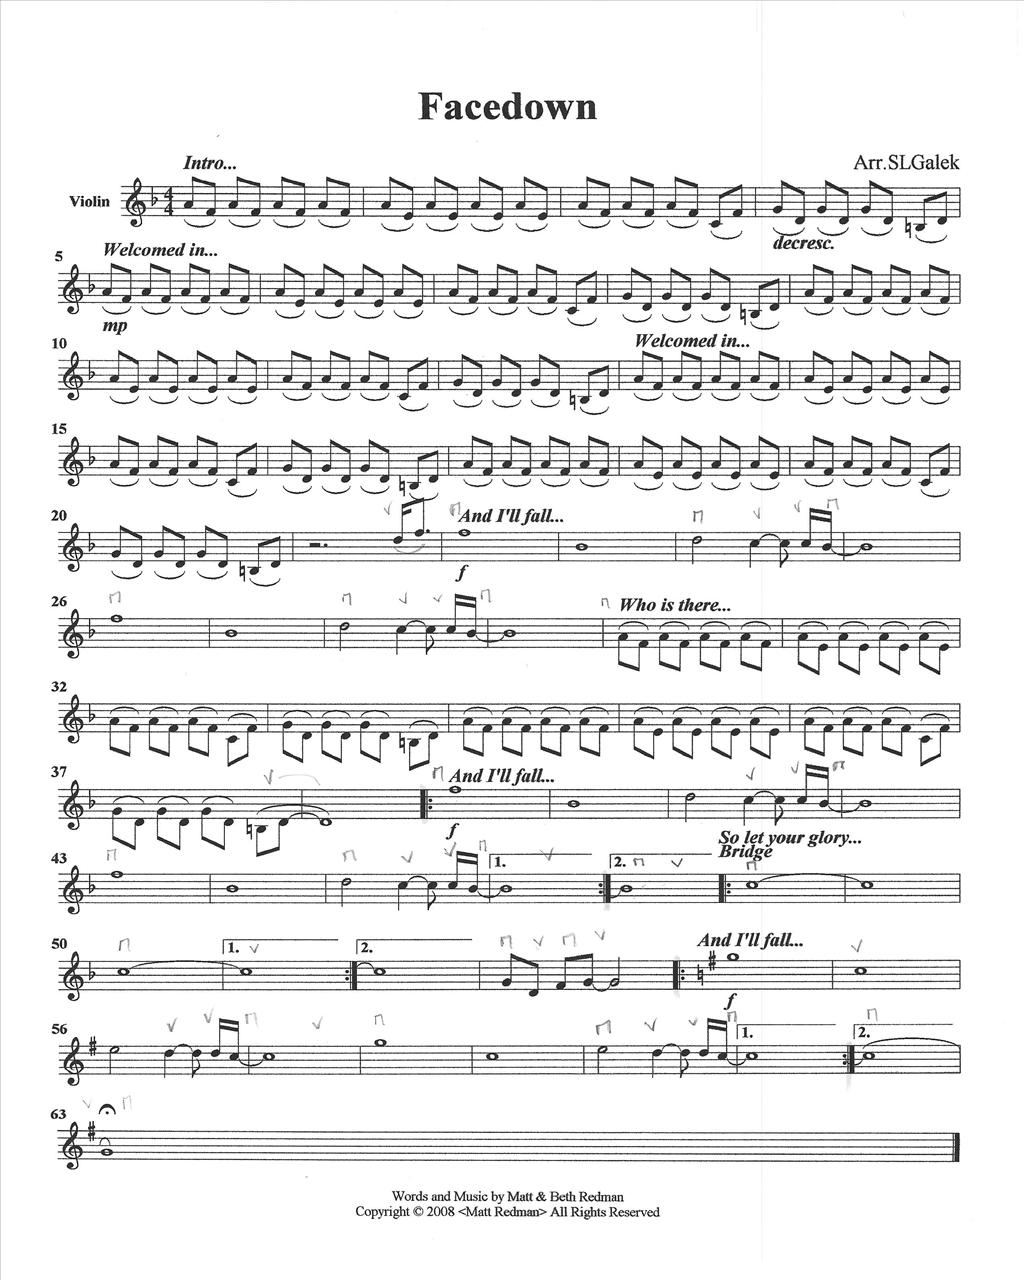 Facedown
Intro... Arr.SLGalek
Violin
decresc.
Welcomed in...
5
mp
Welcomed in...
10
15
20
And I'll fall...
f
26
Who is there...
32
37
And I'll fall...
f
So let your glory...
Bridge
43
1. 2.
50
1. 2.
And I'll fall...
f
56
1. 2.
63
Words and Music by Matt & Beth Redman
Copyright © 2008 <Matt Redman> All Rights Reserved